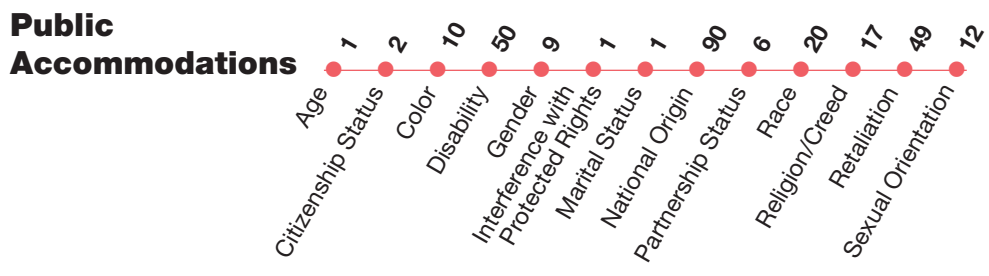 Public
Accommodations
1
2
10
50
9
1
1
90
6
20
17
49
12
Age
Citizenship Status
Color
Disability
Gender
Interference with
Protected Rights
Marital Status
National Origin
Partnership Status
Race
Religion/Creed
Retaliation
Sexual Orientation